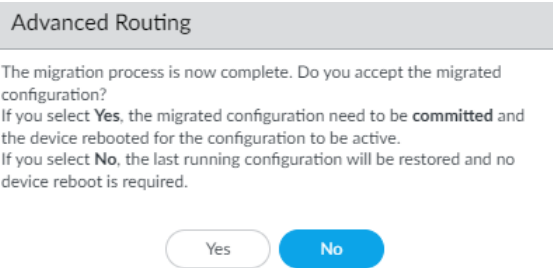 Advanced Routing
The migration process is now complete. Do you accept the migrated
configuration?
If you select Yes, the migrated configuration need to be committed and
the device rebooted for the configuration to be active.
If you select No, the last running configuration will be restored and no
device reboot is required.
Yes
No